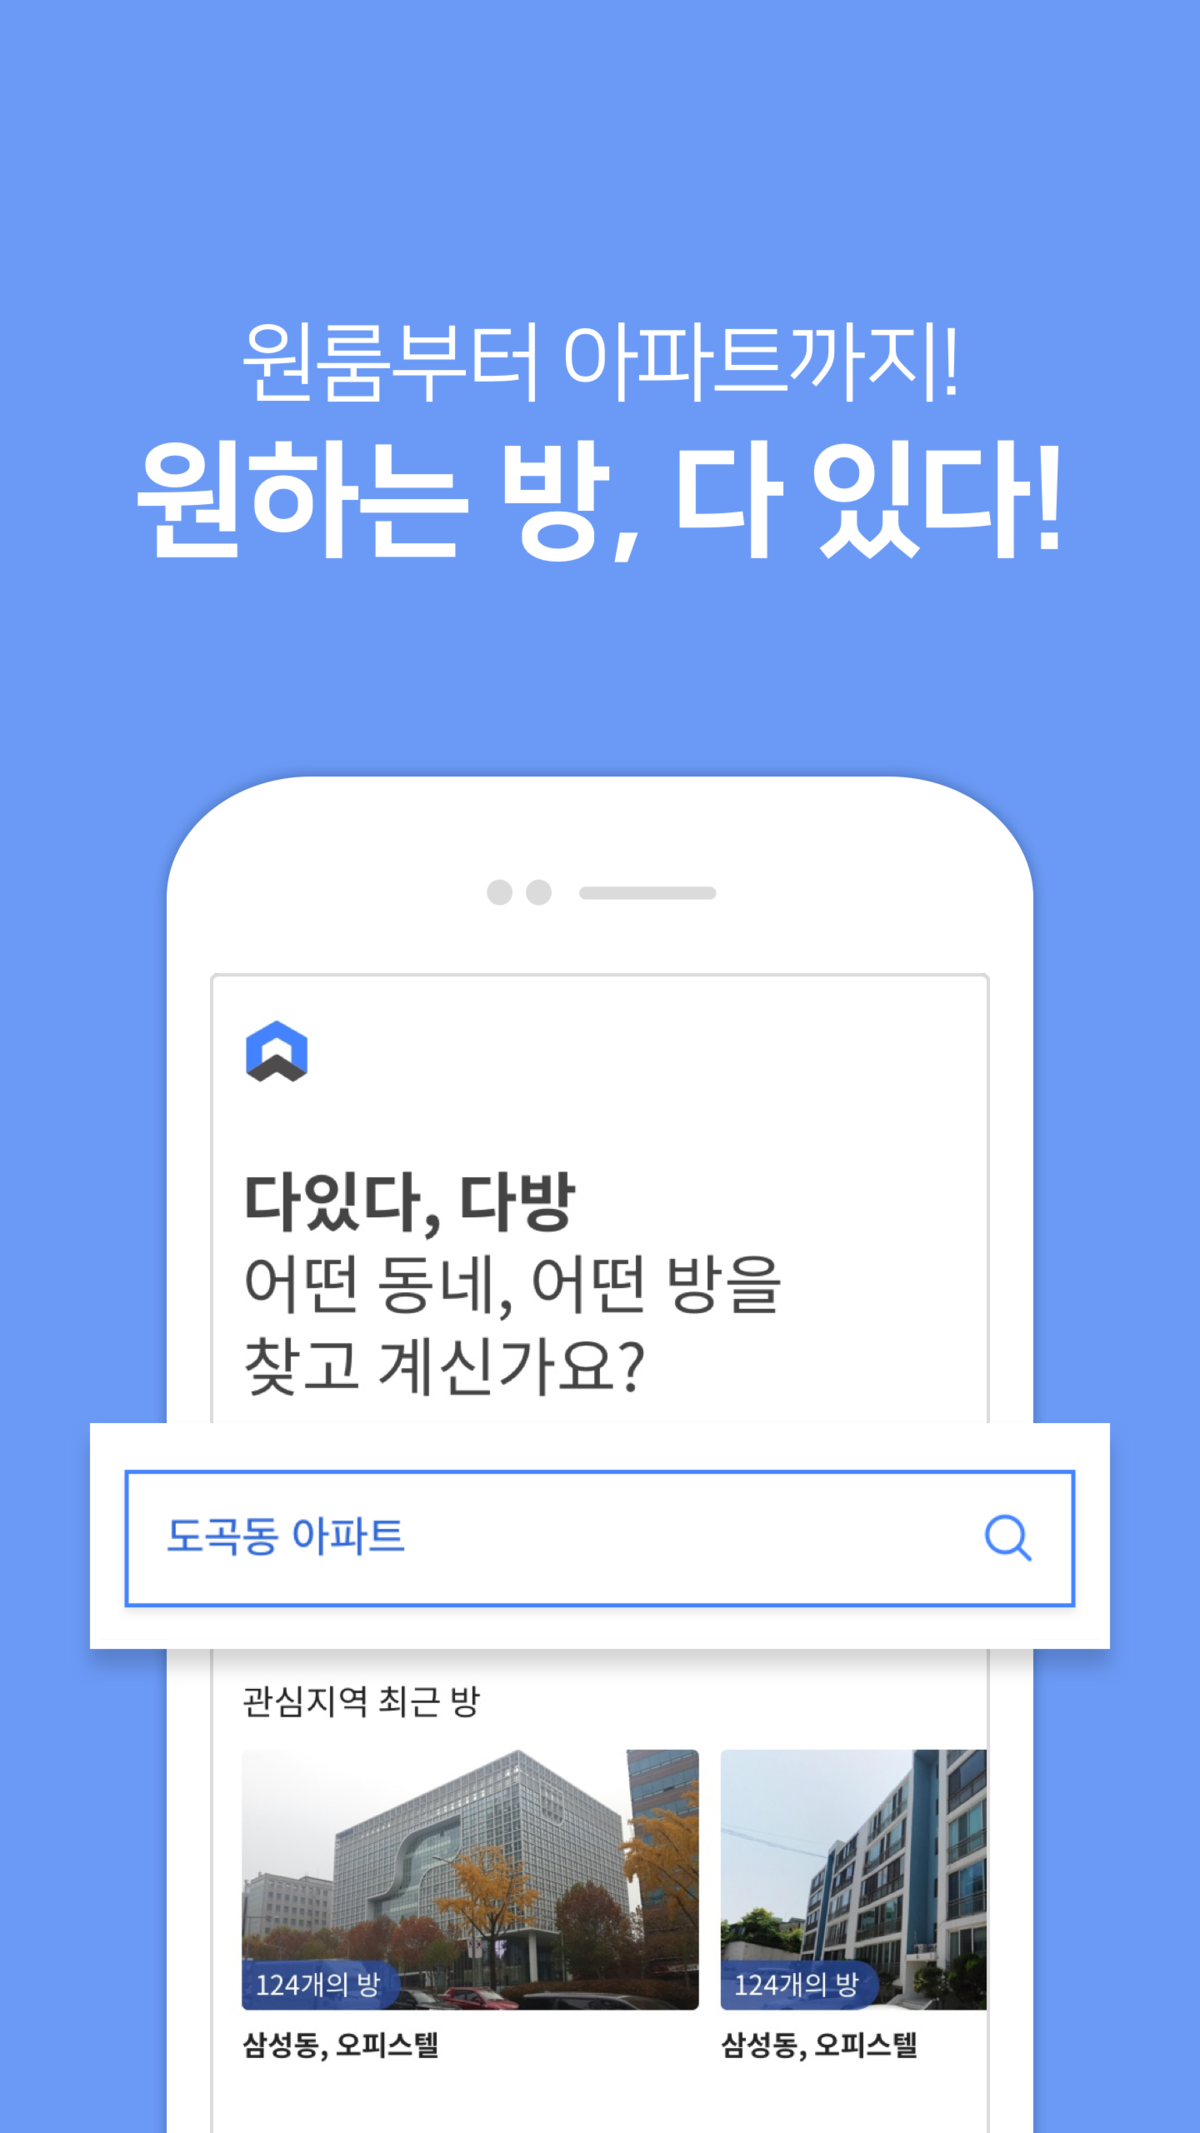 원룸부터 아파트까지!
원하는 방, 다 있다!
다있다, 다방
어떤 동네, 어떤 방을
찾고 계신가요?
도곡동 아파트
관심지역 최근 방
124개의 방
124개의 방
삼성동, 오피스텔
삼성동, 오피스텔